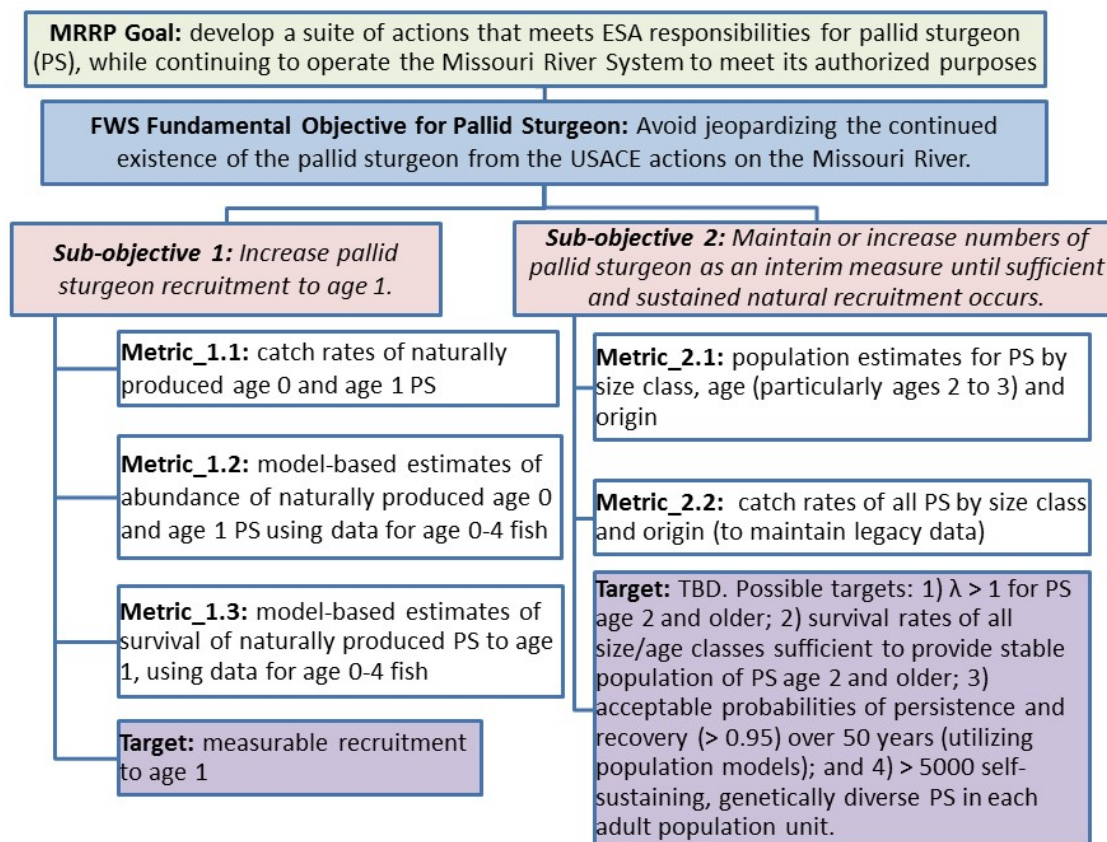 MRRP Goal: develop a suite of actions that meets ESA responsibilities for pallid sturgeon
(PS), while continuing to operate the Missouri River System to meet its authorized purposes
FWS Fundamental Objective for Pallid Sturgeon: Avoid jeopardizing the continued
existence of the pallid sturgeon from the USACE actions on the Missouri River.
Sub-objective 1: Increase pallid
sturgeon recruitment to age 1.
Metric_1.1: catch rates of naturally
produced age 0 and age 1 PS
Metric_1.2: model-based estimates of
abundance of naturally produced age 0
and age 1 PS using data for age 0-4 fish
Metric_1.3: model-based estimates of
survival of naturally produced PS to age
1, using data for age 0-4 fish
Target: measurable recruitment
to age 1
Sub-objective 2: Maintain or increase numbers of
pallid sturgeon as an interim measure until sufficient
and sustained natural recruitment occurs.
Metric_2.1: population estimates for PS by
size class, age (particularly ages 2 to 3) and
origin
Metric_2.2: catch rates of all PS by size class
and origin (to maintain legacy data)
Target: TBD. Possible targets: 1) λ > 1 for PS
age 2 and older; 2) survival rates of all
size/age classes sufficient to provide stable
population of PS age 2 and older; 3)
acceptable probabilities of persistence and
recovery (> 0.95) over 50 years (utilizing
population models); and 4) > 5000 self-
sustaining, genetically diverse PS in each
adult population unit.